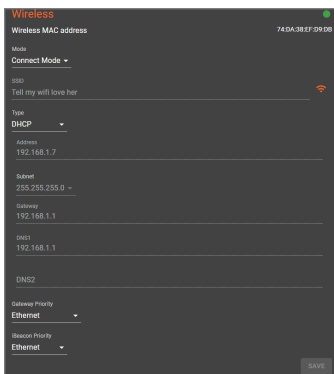 Wireless
Wireless MAC address 74:DA:38:EF:D9:DB
Mode
Connect Mode
SSID
Tell my wifi love her
Type
DHCP
Address
192.168.1.7
Subnet
255.255.255.0
Gateway
192.168.1.1
DNS1
192.168.1.1
DNS2
Gateway Priority
Ethernet
iBeacon Priority
Ethernet
SAVE